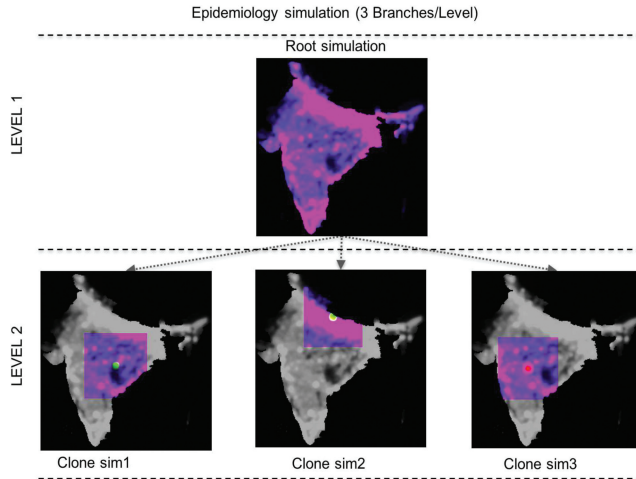 Epidemiology simulation (3 Branches/Level)
Root simulation
LEVEL 1
LEVEL 2
Clone sim1
Clone sim2
Clone sim3